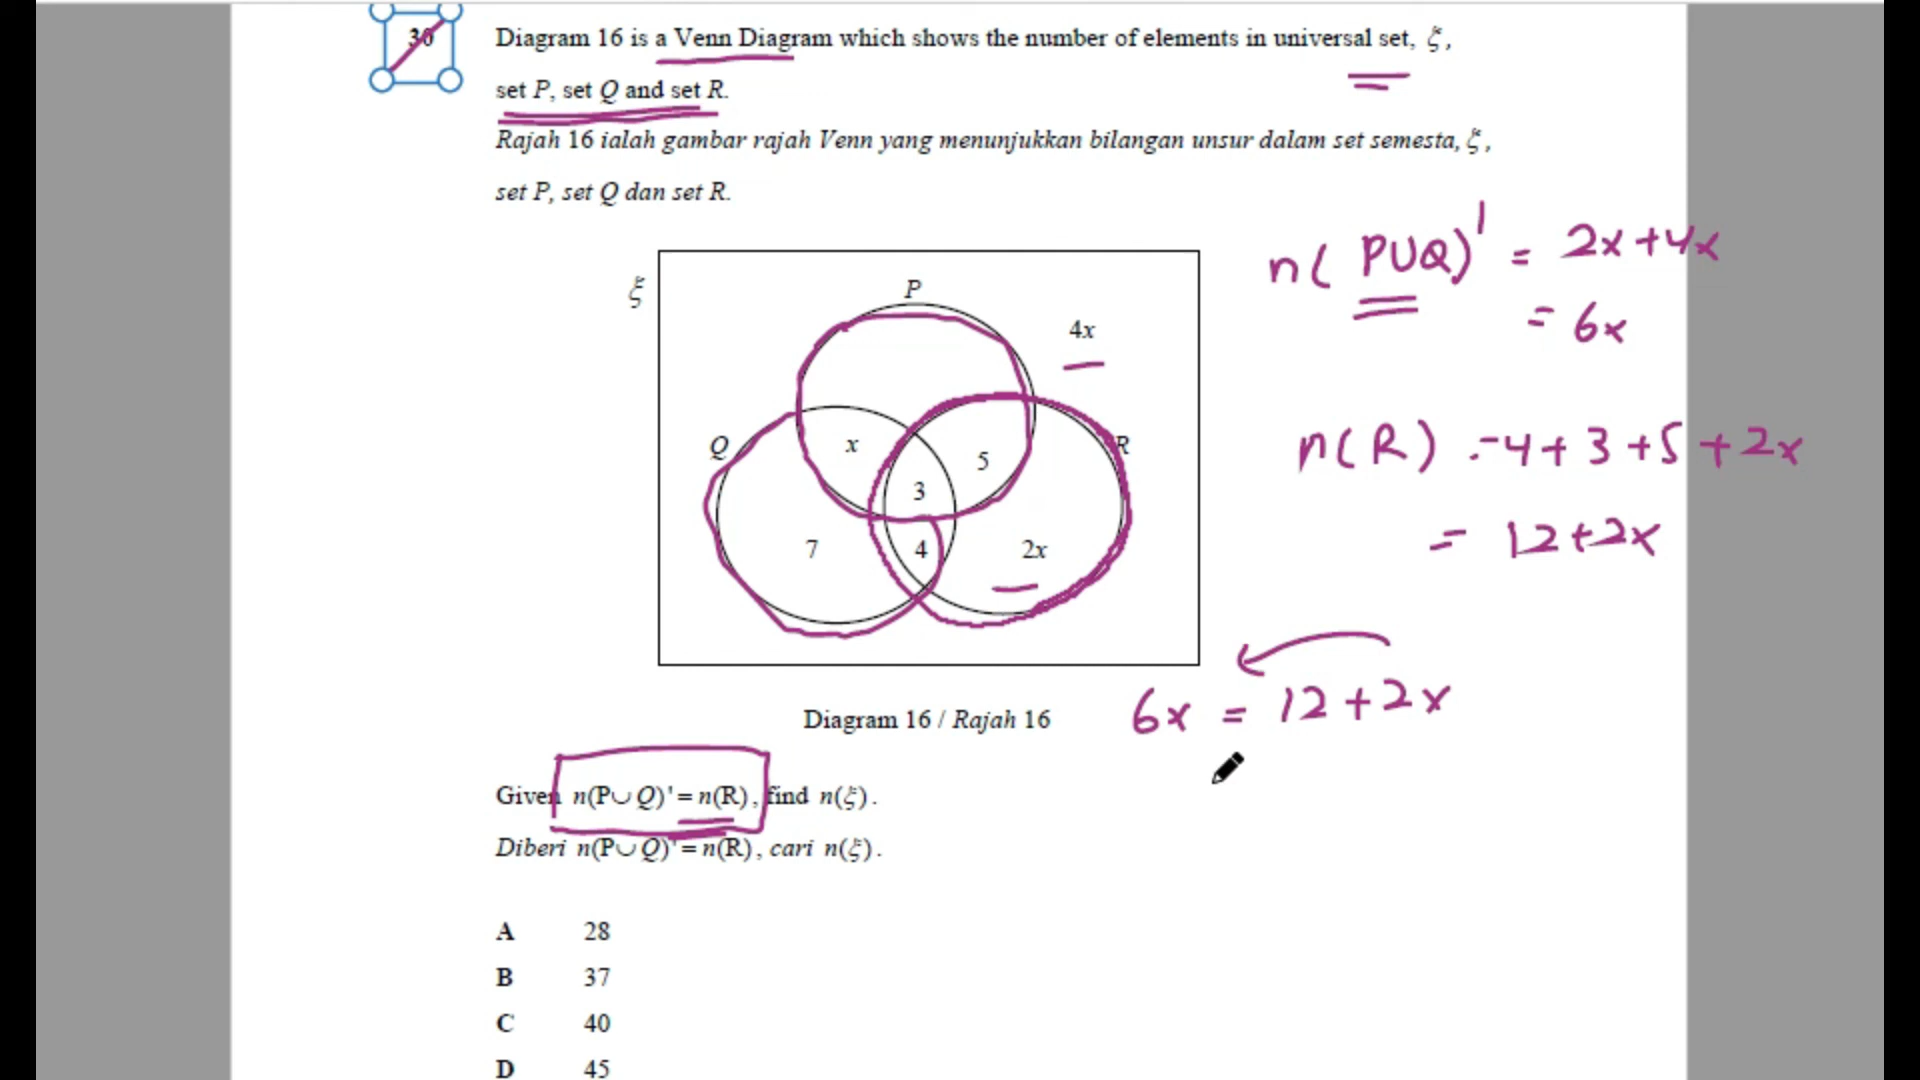 30
Diagram 16 is a Venn Diagram which shows the number of elements in universal set, ξ,
set P, set Q and set R.
Rajah 16 ialah gambar rajah Venn yang menunjukkan bilangan unsur dalam set semesta, ξ,
set P, set Q dan set R.
n(P∪Q)' = 2x+4x
= 6x
ξ
P
4x
Q
x
5
R
3
7
4
2x
n(R) = 4+3+5+2x
= 12+2x
6x = 12+2x
Diagram 16 / Rajah 16
Given n(P∪Q)' = n(R), find n(ξ).
Diberi n(P∪Q)' = n(R), cari n(ξ).
A 28
B 37
C 40
D 45